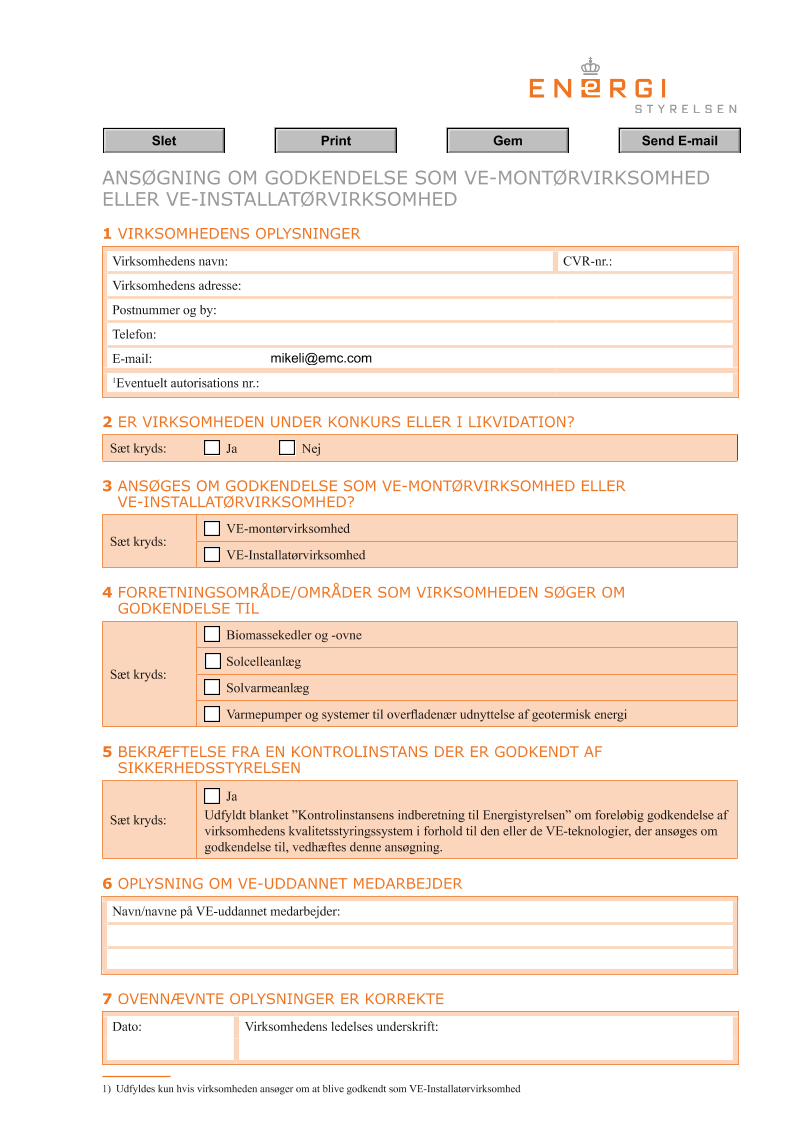 ENERGI
STYRELSEN
Slet Print Gem Send E-mail
ANSØGNING OM GODKENDELSE SOM VE-MONTØRVIRKSOMHED
ELLER VE-INSTALLATØRVIRKSOMHED
1 VIRKSOMHEDENS OPLYSNINGER
Virksomhedens navn: CVR-nr.:
Virksomhedens adresse:
Postnummer og by:
Telefon:
E-mail: mikeli@emc.com
1Eventuelt autorisations nr.:
2 ER VIRKSOMHEDEN UNDER KONKURS ELLER I LIKVIDATION?
Sæt kryds: Ja Nej
3 ANSØGES OM GODKENDELSE SOM VE-MONTØRVIRKSOMHED ELLER
VE-INSTALLATØRVIRKSOMHED?
Sæt kryds:
VE-montørvirksomhed
VE-Installatørvirksomhed
4 FORRETNINGSOMRÅDE/OMRÅDER SOM VIRKSOMHEDEN SØGER OM
GODKENDELSE TIL
Sæt kryds:
Biomassekedler og -ovne
Solcelleanlæg
Solvarmeanlæg
Varmepumper og systemer til overfladenær udnyttelse af geotermisk energi
5 BEKRÆFTELSE FRA EN KONTROLINSTANS DER ER GODKENDT AF
SIKKERHEDSSTYRELSEN
Sæt kryds:
Ja
Udfyldt blanket ”Kontrolinstansens indberetning til Energistyrelsen” om foreløbig godkendelse af
virksomhedens kvalitetsstyringssystem i forhold til den eller de VE-teknologier, der ansøges om
godkendelse til, vedhæftes denne ansøgning.
6 OPLYSNING OM VE-UDDANNET MEDARBEJDER
Navn/navne på VE-uddannet medarbejder:
7 OVENNÆVNTE OPLYSNINGER ER KORREKTE
Dato: Virksomhedens ledelses underskrift:
1) Udfyldes kun hvis virksomheden ansøger om at blive godkendt som VE-Installatørvirksomhed